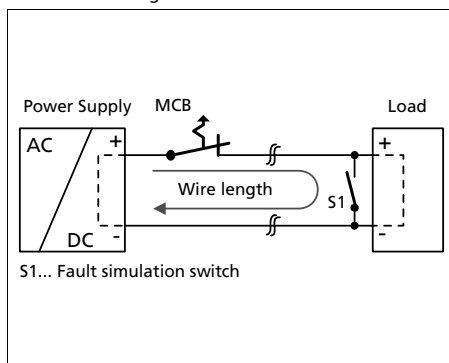 Power Supply MCB Load
AC + +
Wire length
S1
DC - -
S1... Fault simulation switch